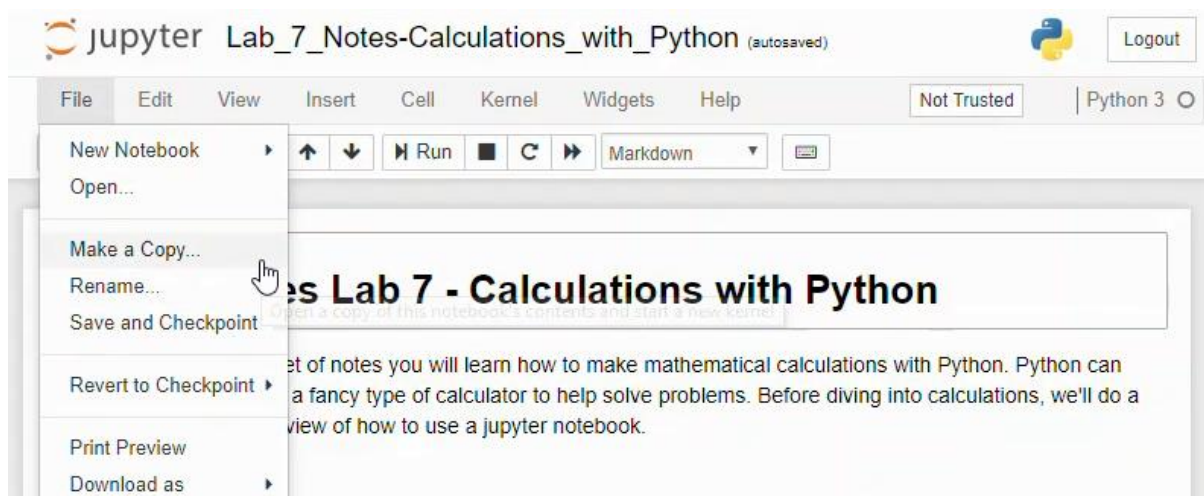 jupyter Lab_7_Notes-Calculations_with_Python (autosaved)
Logout
File Edit View Insert Cell Kernel Widgets Help
Not Trusted
Python 3
New Notebook
Run
Markdown
Open...
Make a Copy...
Rename...
es Lab 7 - Calculations with Python
Open a copy of this notebook's contents and start a new kernel
Save and Checkpoint
et of notes you will learn how to make mathematical calculations with Python. Python can
Revert to Checkpoint
a fancy type of calculator to help solve problems. Before diving into calculations, we'll do a
view of how to use a jupyter notebook.
Print Preview
Download as